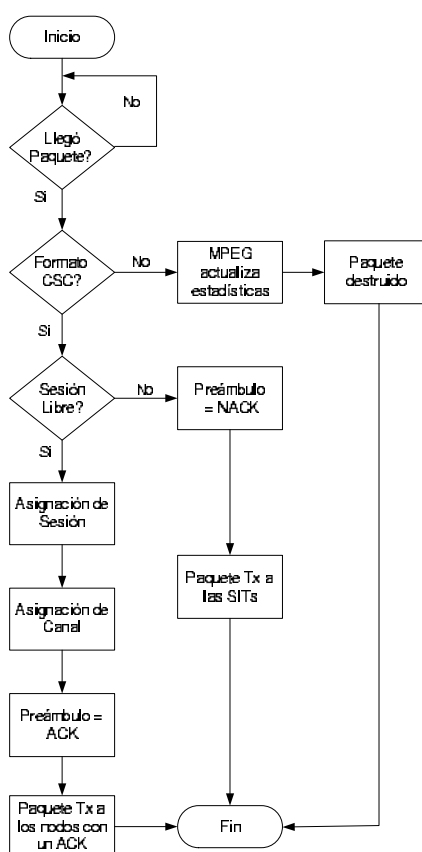 Inicio
No
Llegó
Paquete?
Si
Formato
CSC?
No
MPEG
actualiza
estadísticas
Paquete
destruido
Si
Sesión
Libre?
No
Preámbulo
= NACK
Si
Asignación de
Sesión
Paquete Tx a
las SITs
Asignación de
Canal
Preámbulo =
ACK
Paquete Tx a
los nodos con
un ACK
Fin